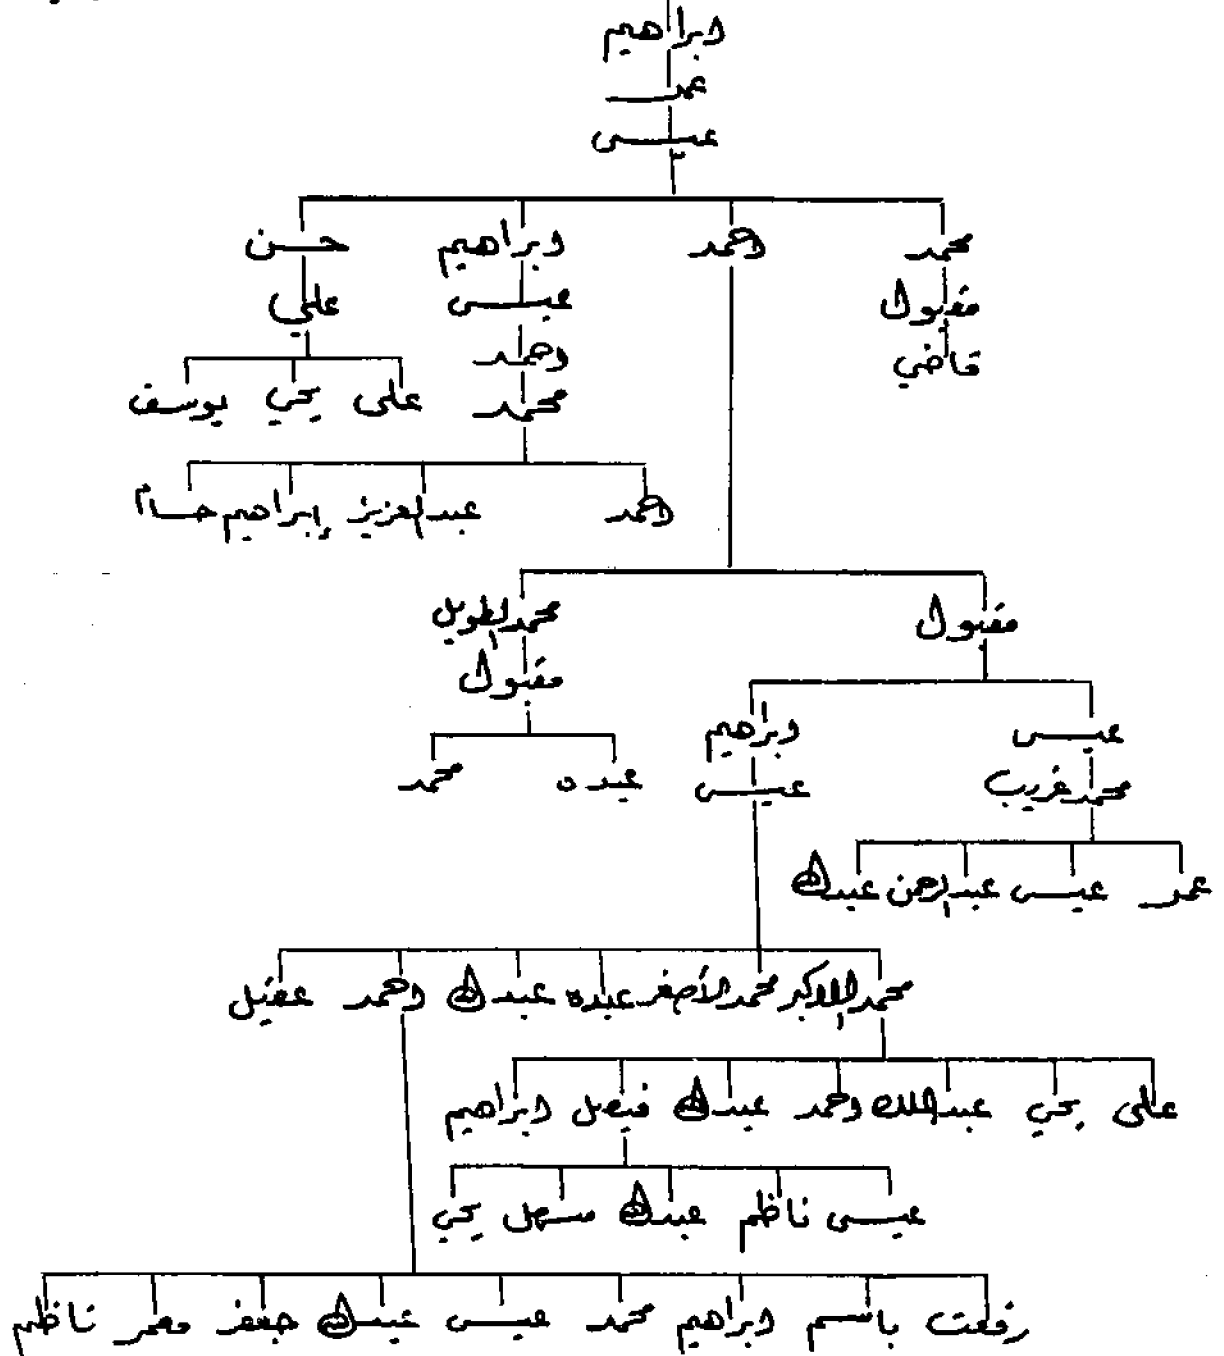 ابراهيم
عمر
عيسى
محمد احمد ابراهيم حسن
مقبول عيسى علي
قاضي احمد
علي يحي يوسف
محمد
احمد عبدالعزيز إبراهيم حسام
مقبول محمد الطويل
مقبول
عيسى ابراهيم
عبده محمد
محمد غريب عيسى
عمر عيسى عبدالرحمن عبدالله
محمد الاكبر محمد الأصغر عبده عبدالله احمد عقيل
علي يحي عبدالملك احمد عبدالله فيصل ابراهيم
عيسى ناظم عبدالله سهل يحي
رفعت باسم ابراهيم محمد عيسى عبدالله جعفر معمر ناظم